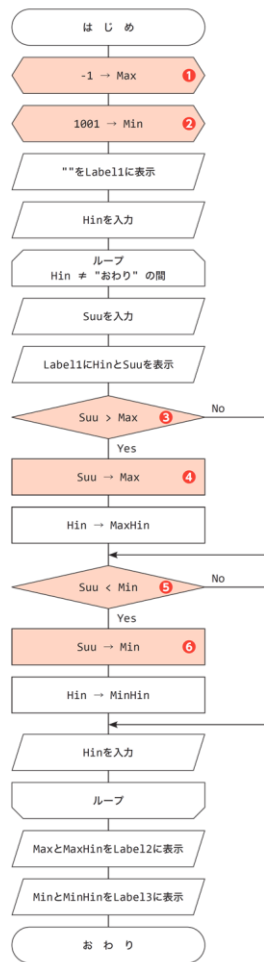 は じ め
-1 → Max ❶
1001 → Min ❷
""をLabel1に表示
Hinを入力
ループ
Hin ≠ "おわり" の間
Suuを入力
Label1にHinとSuuを表示
Suu > Max ❸
No
Yes
Suu → Max ❹
Hin → MaxHin
Suu < Min ❺
No
Yes
Suu → Min ❻
Hin → MinHin
Hinを入力
ループ
MaxとMaxHinをLabel2に表示
MinとMinHinをLabel3に表示
お わ り